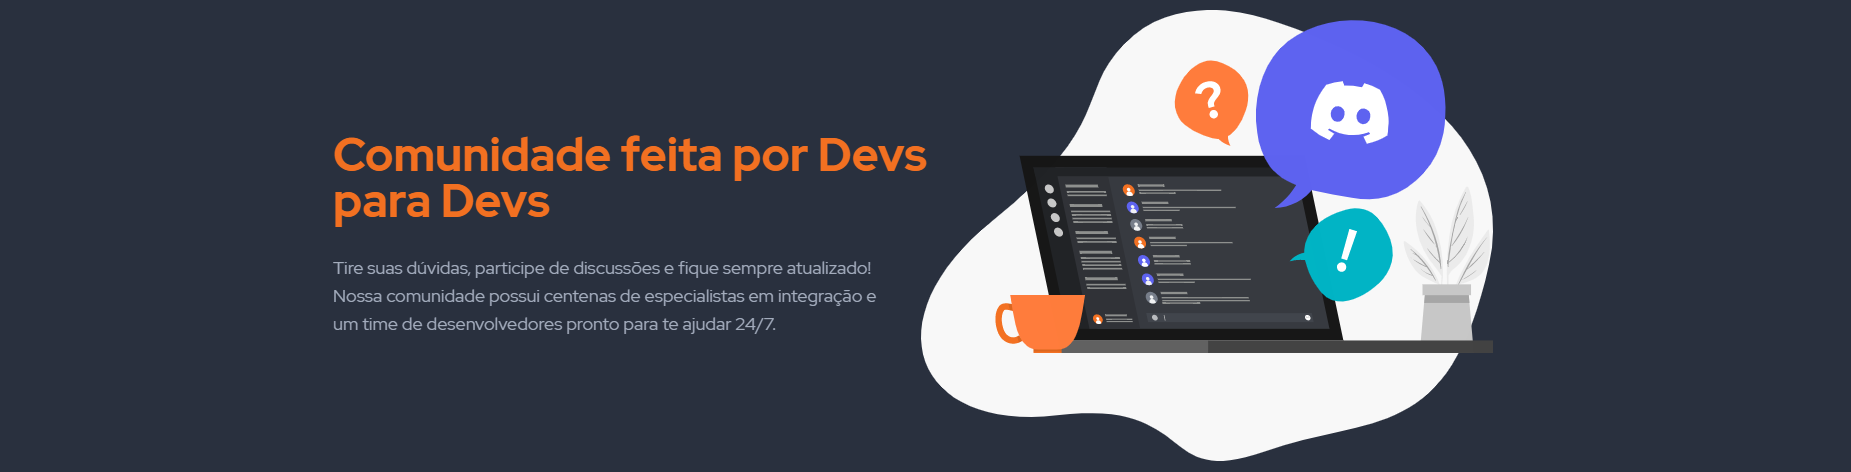 Comunidade feita por Devs
para Devs
Tire suas dúvidas, participe de discussões e fique sempre atualizado!
Nossa comunidade possui centenas de especialistas em integração e
um time de desenvolvedores pronto para te ajudar 24/7.
?
!